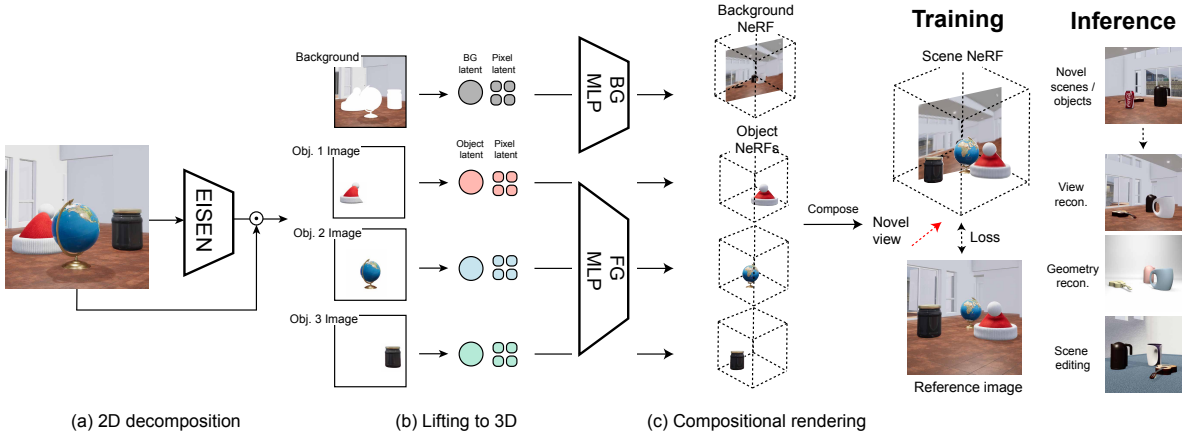 Background
BG
latent
Pixel
latent
BG
MLP
Background
NeRF
Training
Scene NeRF
Inference
Novel
scenes /
objects
EISEN
Obj. 1 Image
Object
latent
Pixel
latent
Object
NeRFs
View
recon.
Obj. 2 Image
FG
MLP
Compose
Novel
view
Loss
Geometry
recon.
Obj. 3 Image
Scene
editing
Reference image
(a) 2D decomposition
(b) Lifting to 3D
(c) Compositional rendering